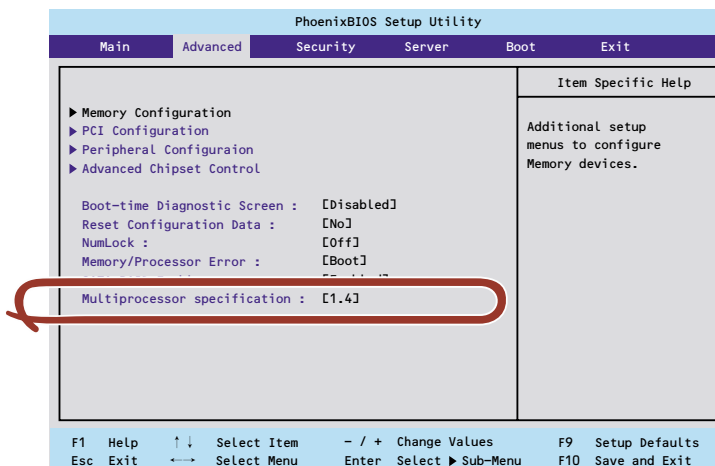 PhoenixBIOS Setup Utility
Main Advanced Security Server Boot Exit
Item Specific Help
▶ Memory Configuration
▶ PCI Configuration
▶ Peripheral Configuraion
▶ Advanced Chipset Control
Additional setup
menus to configure
Memory devices.
Boot-time Diagnostic Screen : [Disabled]
Reset Configuration Data : [No]
NumLock : [Off]
Memory/Processor Error : [Boot]
Multiprocessor specification : [1.4]
F1 Help ↑↓ Select Item - / + Change Values F9 Setup Defaults
Esc Exit ←→ Select Menu Enter Select ▶ Sub-Menu F10 Save and Exit